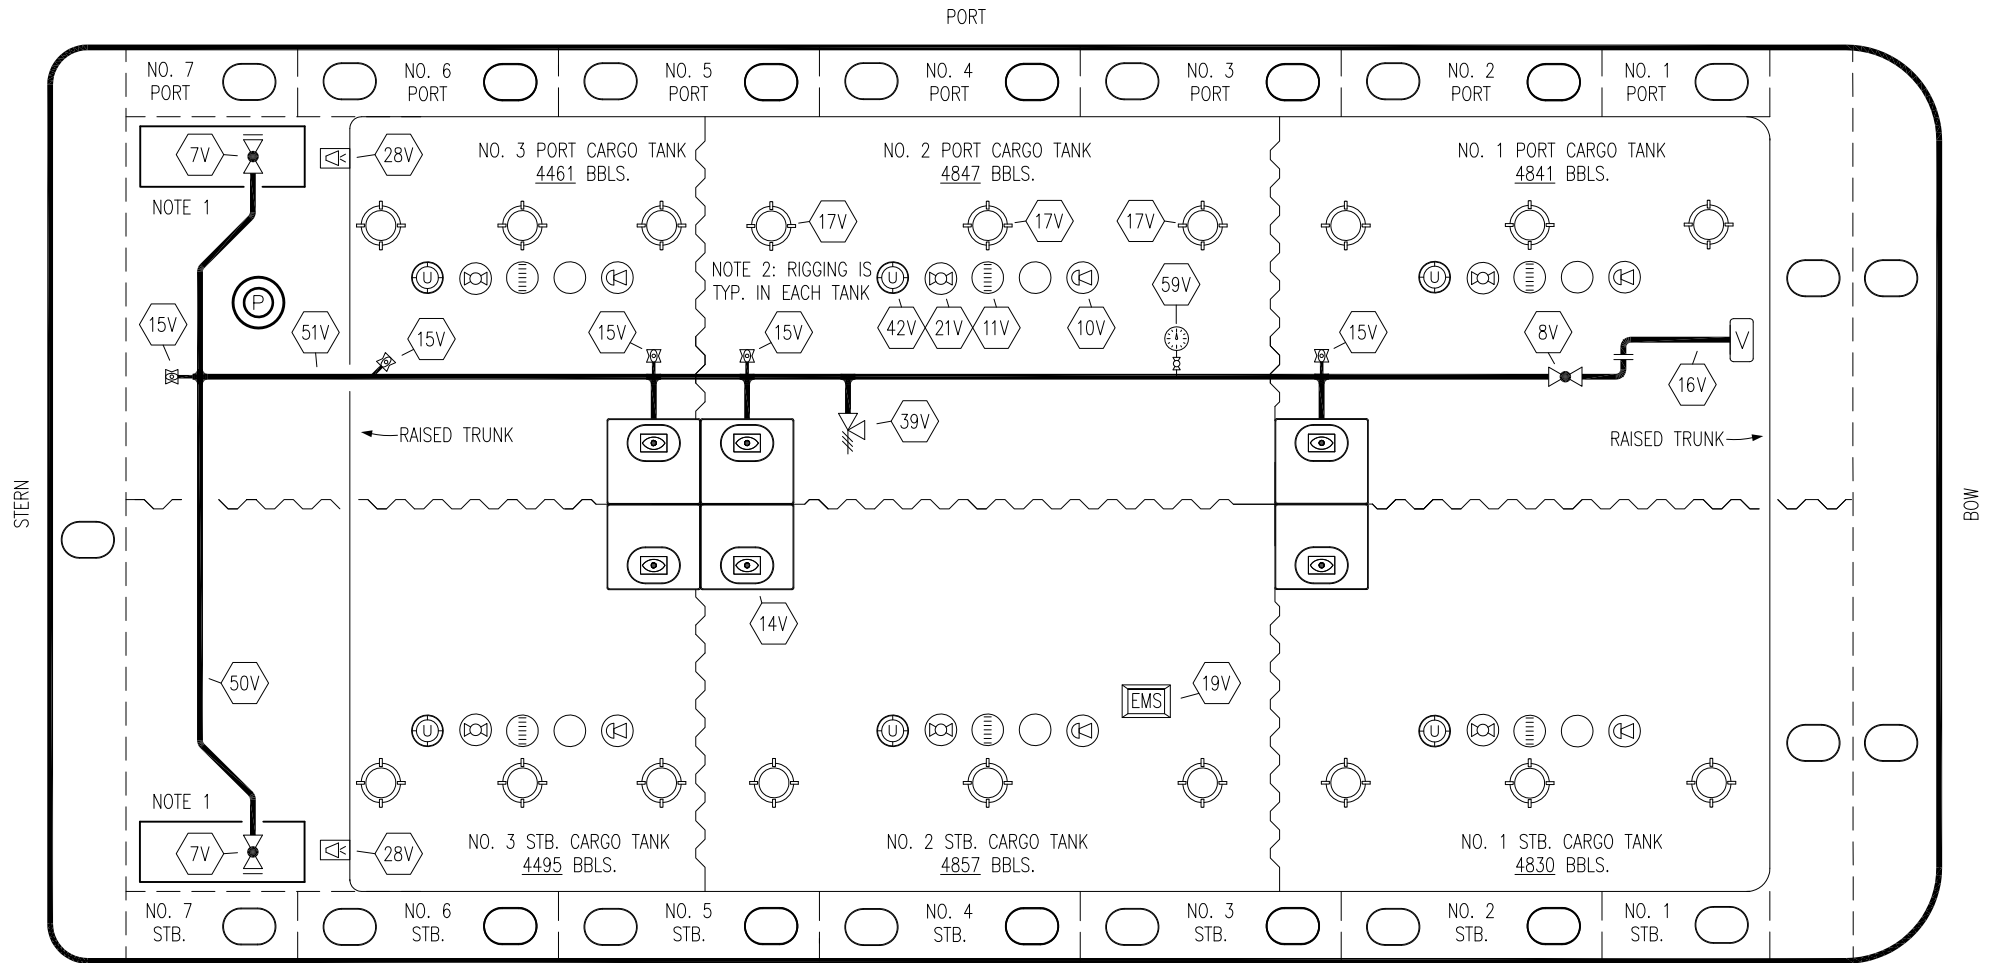 PORT
NO. 7
PORT
NO. 6
PORT
NO. 5
PORT
NO. 4
PORT
NO. 3
PORT
NO. 2
PORT
NO. 1
PORT
7V
28V
NO. 3 PORT CARGO TANK
4461 BBLS.
NO. 2 PORT CARGO TANK
4847 BBLS.
NO. 1 PORT CARGO TANK
4841 BBLS.
NOTE 1
17V
17V
17V
NOTE 2: RIGGING IS
TYP. IN EACH TANK
U
U
U
P
59V
15V
51V
15V
15V
15V
42V
21V
11V
10V
15V
8V
V
16V
39V
RAISED TRUNK
RAISED TRUNK
STERN
BOW
14V
50V
EMS
19V
U
U
U
NOTE 1
7V
28V
NO. 3 STB. CARGO TANK
4495 BBLS.
NO. 2 STB. CARGO TANK
4857 BBLS.
NO. 1 STB. CARGO TANK
4830 BBLS.
NO. 7
STB.
NO. 6
STB.
NO. 5
STB.
NO. 4
STB.
NO. 3
STB.
NO. 2
STB.
NO. 1
STB.